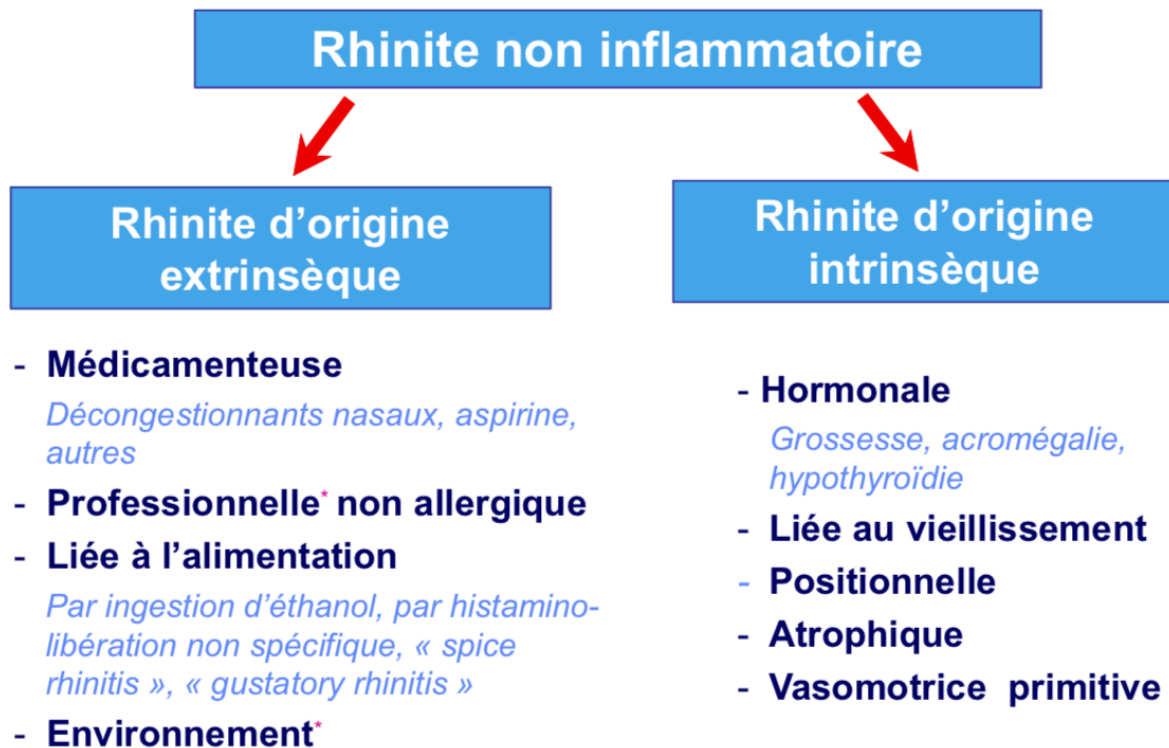 Rhinite non inflammatoire
Rhinite d’origine
extrinsèque
- Médicamenteuse
Décongestionnants nasaux, aspirine,
autres
- Professionnelle* non allergique
- Liée à l’alimentation
Par ingestion d’éthanol, par histamino-
libération non spécifique, « spice
rhinitis », « gustatory rhinitis »
- Environnement*
Rhinite d’origine
intrinsèque
- Hormonale
Grossesse, acromégalie,
hypothyroïdie
- Liée au vieillissement
- Positionnelle
- Atrophique
- Vasomotrice primitive